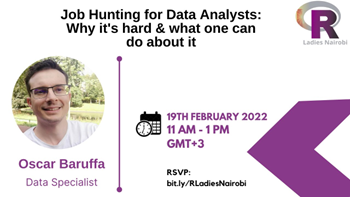 Job Hunting for Data Analysts:
Why it's hard & what one can
do about it
R
Ladies Nairobi
19TH FEBRUARY 2022
11 AM - 1 PM
GMT+3
Oscar Baruffa
Data Specialist
RSVP:
bit.ly/RLadiesNairobi